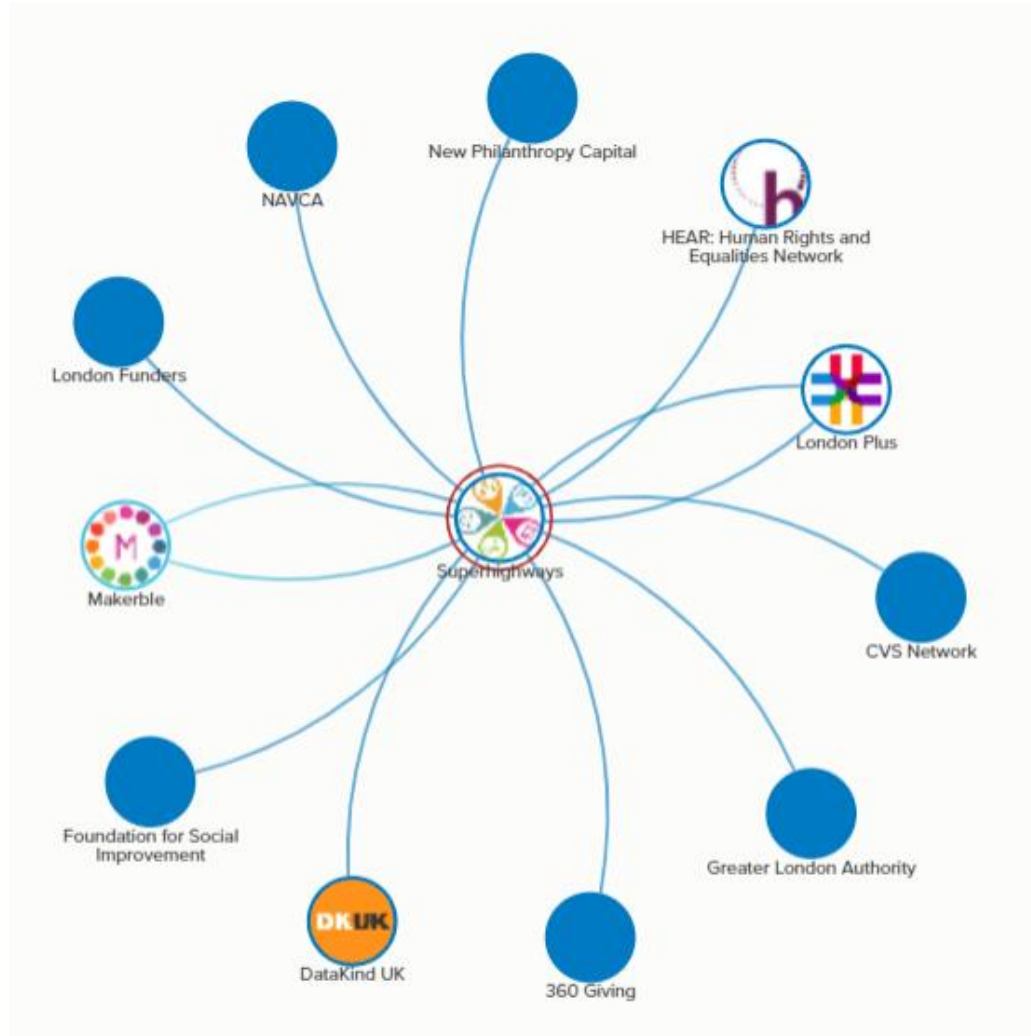 New Philanthropy Capital
NAVCA
HEAR: Human Rights and
Equalities Network
London Funders
London Plus
Superhighways
M
Makerble
CVS Network
Foundation for Social
Improvement
Greater London Authority
DKUK
DataKind UK
360 Giving
h